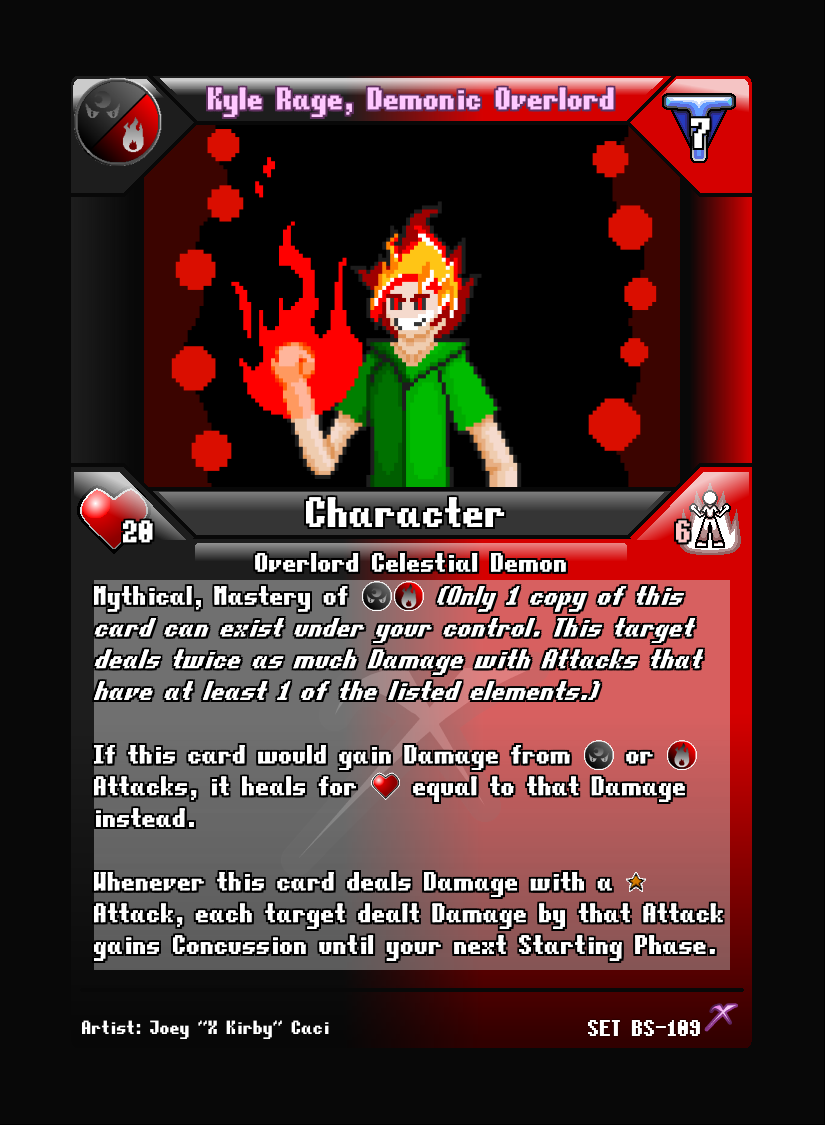 Kyle Rage, Demonic Overlord
7
Character
20
6
Overlord Celestial Demon
Mythical, Mastery of (Only 1 copy of this
card can exist under your control. This target
deals twice as much Damage with Attacks that
have at least 1 of the listed elements.)
If this card would gain Damage from or
Attacks, it heals for equal to that Damage
instead.
Whenever this card deals Damage with a
Attack, each target dealt Damage by that Attack
gains Concussion until your next Starting Phase.
Artist: Joey "X Kirby" Caci
SET BS-109